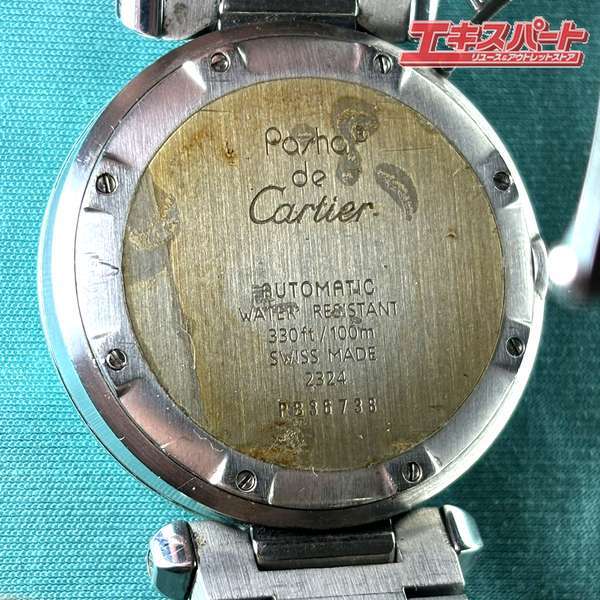 エキスパート
リユース&アウトレットストア
Pasha®
de
Cartier
AUTOMATIC
WATER RESISTANT
330ft/100m
SWISS MADE
2324
PB36733